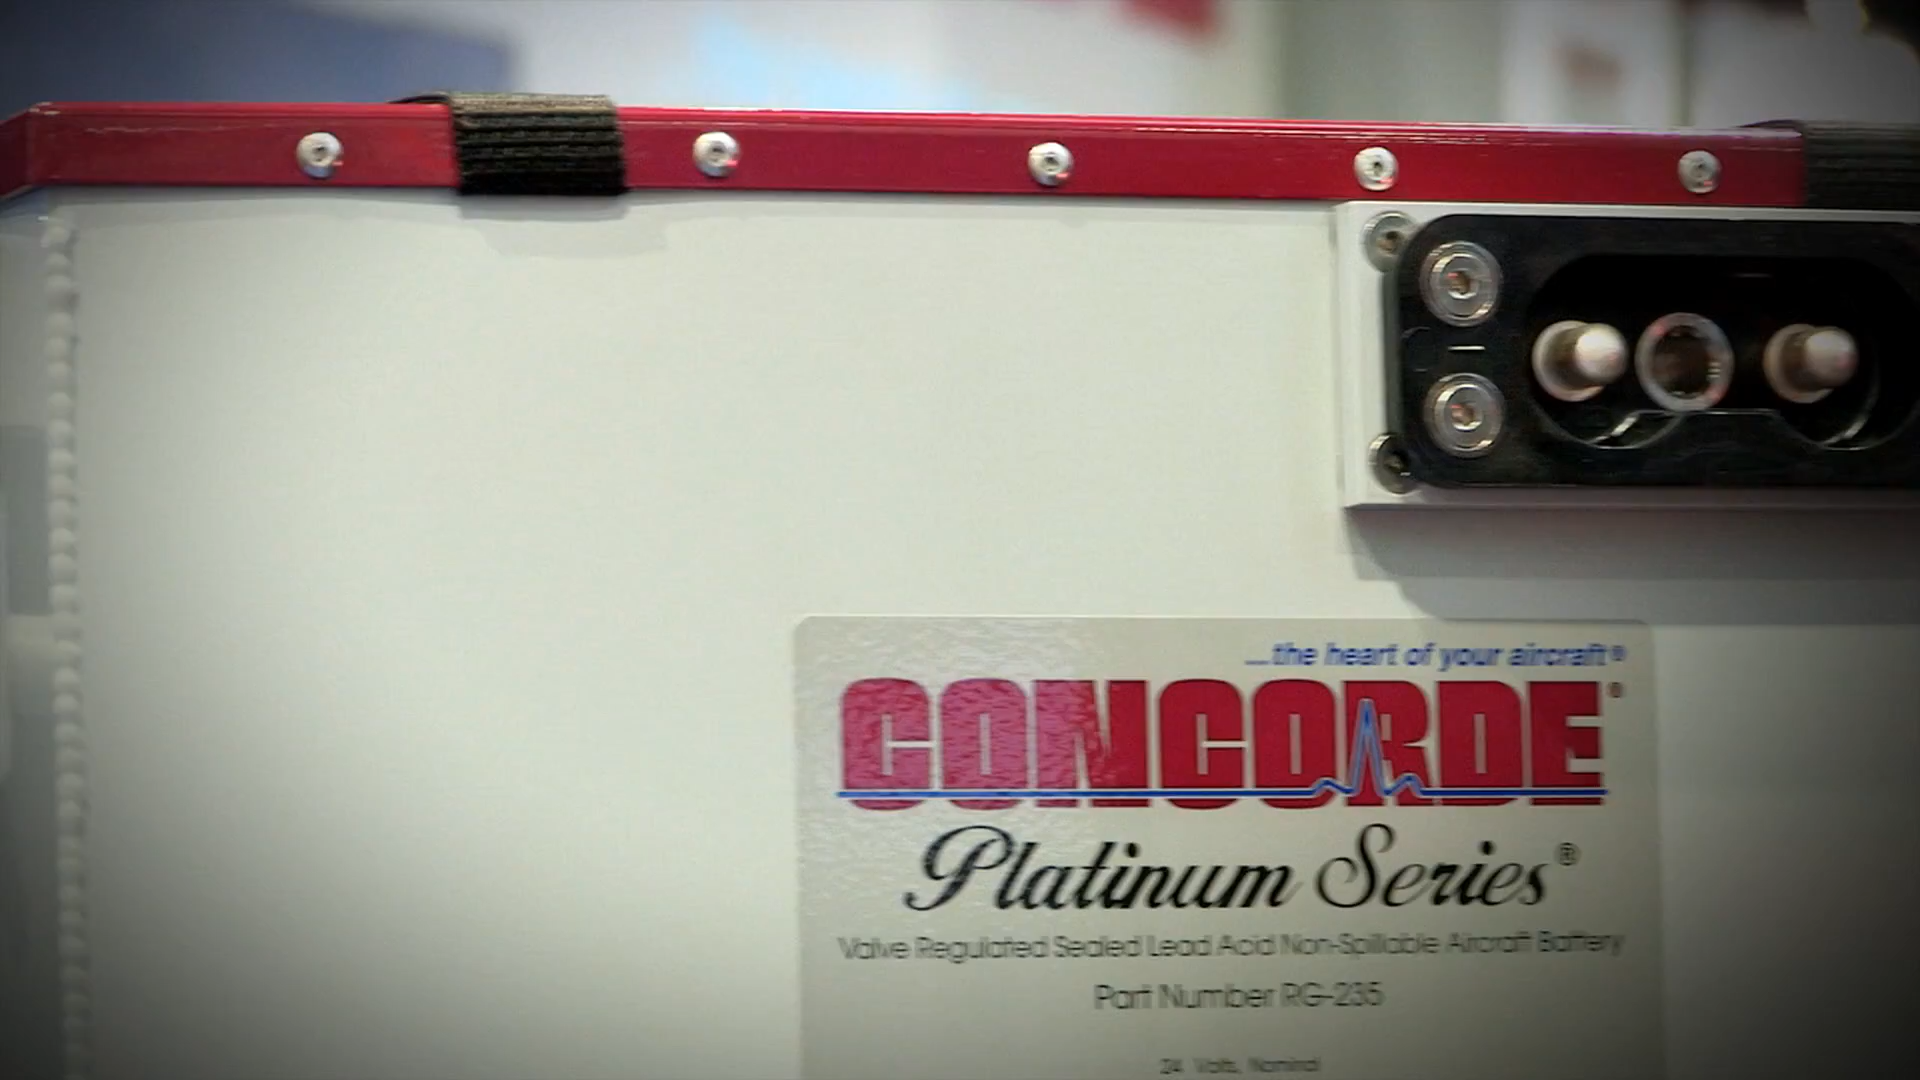 ...the heart of your aircraft®
CONCORDE®
Platinum Series®
Valve Regulated Sealed Lead Acid Non-Spillable Aircraft Battery
Part Number RG-235
24 Volts, Nominal